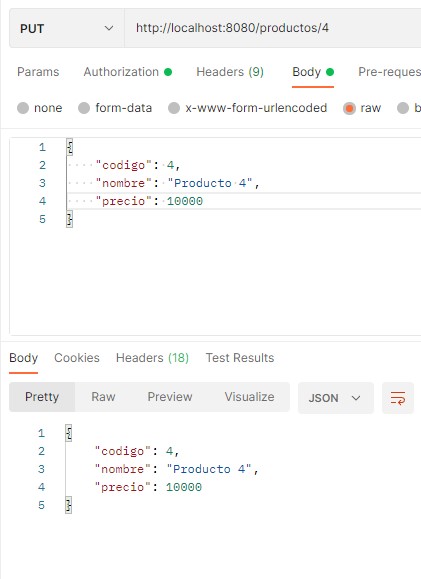 PUT http://localhost:8080/productos/4
Params Authorization Headers (9) Body Pre-reques
none form-data x-www-form-urlencoded raw b
1 {
2 "codigo": 4,
3 "nombre": "Producto 4",
4 "precio": 10000
5 }
Body Cookies Headers (18) Test Results
Pretty Raw Preview Visualize JSON
1 {
2 "codigo": 4,
3 "nombre": "Producto 4",
4 "precio": 10000
5 }